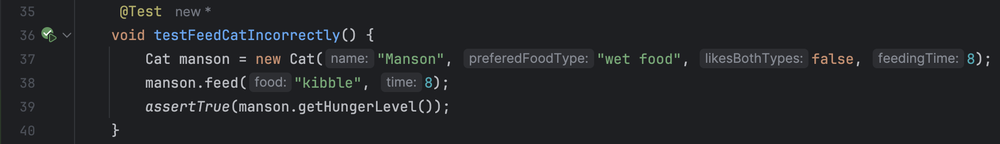 35 @Test new *
36 void testFeedCatIncorrectly() {
37 Cat manson = new Cat( name: "Manson", preferedFoodType: "wet food", likesBothTypes: false, feedingTime: 8);
38 manson.feed( food: "kibble", time: 8);
39 assertTrue(manson.getHungerLevel());
40 }